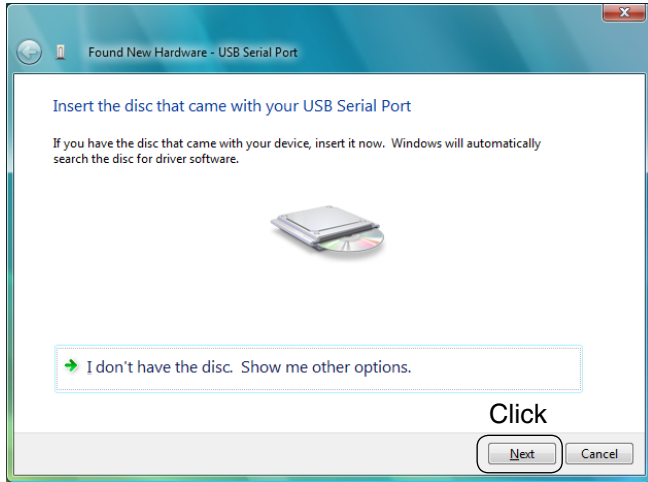 Found New Hardware - USB Serial Port
Insert the disc that came with your USB Serial Port
If you have the disc that came with your device, insert it now. Windows will automatically
search the disc for driver software.
I don't have the disc. Show me other options.
Click
Next Cancel